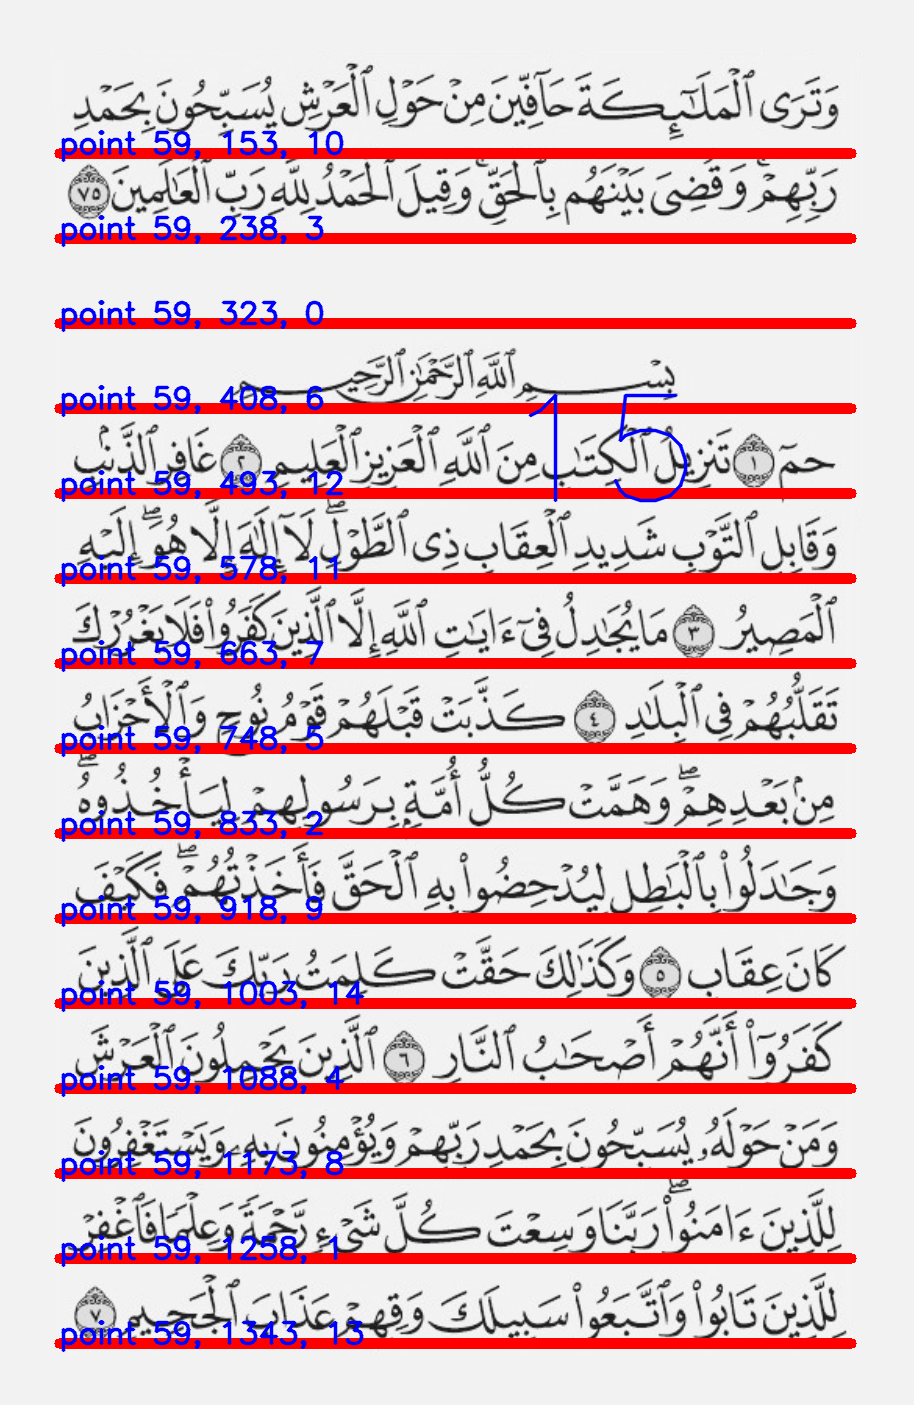 وَتَرَى ٱلْمَلَـٰٓئِكَةَ حَآفِّينَ مِنْ حَوْلِ ٱلْعَرْشِ يُسَبِّحُونَ بِحَمْدِ
point 59, 153, 10
رَبِّهِمْ ۖ وَقُضِىَ بَيْنَهُم بِٱلْحَقِّ وَقِيلَ ٱلْحَمْدُ لِلَّهِ رَبِّ ٱلْعَـٰلَمِينَ ٧٥
point 59, 238, 3
point 59, 323, 0
بِسْمِ ٱللَّهِ ٱلرَّحْمَـٰنِ ٱلرَّحِيمِ
point 59, 408, 6
15
حمٓ ١ تَنزِيلُ ٱلْكِتَـٰبِ مِنَ ٱللَّهِ ٱلْعَزِيزِ ٱلْعَلِيمِ ٢ غَافِرِ ٱلذَّنۢبِ
point 59, 493, 12
وَقَابِلِ ٱلتَّوْبِ شَدِيدِ ٱلْعِقَابِ ذِى ٱلطَّوْلِ ۖ لَآ إِلَـٰهَ إِلَّا هُوَ ۖ إِلَيْهِ
point 59, 578, 11
ٱلْمَصِيرُ ٣ مَا يُجَـٰدِلُ فِىٓ ءَايَـٰتِ ٱللَّهِ إِلَّا ٱلَّذِينَ كَفَرُوا۟ فَلَا يَغْرُرْكَ
point 59, 663, 7
تَقَلُّبُهُمْ فِى ٱلْبِلَـٰدِ ٤ كَذَّبَتْ قَبْلَهُمْ قَوْمُ نُوحٍ وَٱلْأَحْزَابُ
point 59, 748, 5
مِنۢ بَعْدِهِمْ ۖ وَهَمَّتْ كُلُّ أُمَّةٍۭ بِرَسُولِهِمْ لِيَأْخُذُوهُ ۖ
point 59, 833, 2
وَجَـٰدَلُوا۟ بِٱلْبَـٰطِلِ لِيُدْحِضُوا۟ بِهِ ٱلْحَقَّ فَأَخَذْتُهُمْ ۖ فَكَيْفَ
point 59, 918, 9
كَانَ عِقَابِ ٥ وَكَذَٰلِكَ حَقَّتْ كَلِمَتُ رَبِّكَ عَلَى ٱلَّذِينَ
point 59, 1003, 14
كَفَرُوٓا۟ أَنَّهُمْ أَصْحَـٰبُ ٱلنَّارِ ٦ ٱلَّذِينَ يَحْمِلُونَ ٱلْعَرْشَ
point 59, 1088, 4
وَمَنْ حَوْلَهُۥ يُسَبِّحُونَ بِحَمْدِ رَبِّهِمْ وَيُؤْمِنُونَ بِهِۦ وَيَسْتَغْفِرُونَ
point 59, 1173, 8
لِلَّذِينَ ءَامَنُوا۟ ۖ رَبَّنَا وَسِعْتَ كُلَّ شَىْءٍ رَّحْمَةً وَعِلْمًا فَٱغْفِرْ
point 59, 1258, 1
لِلَّذِينَ تَابُوا۟ وَٱتَّبَعُوا۟ سَبِيلَكَ وَقِهِمْ عَذَابَ ٱلْجَحِيمِ ٧
point 59, 1343, 13